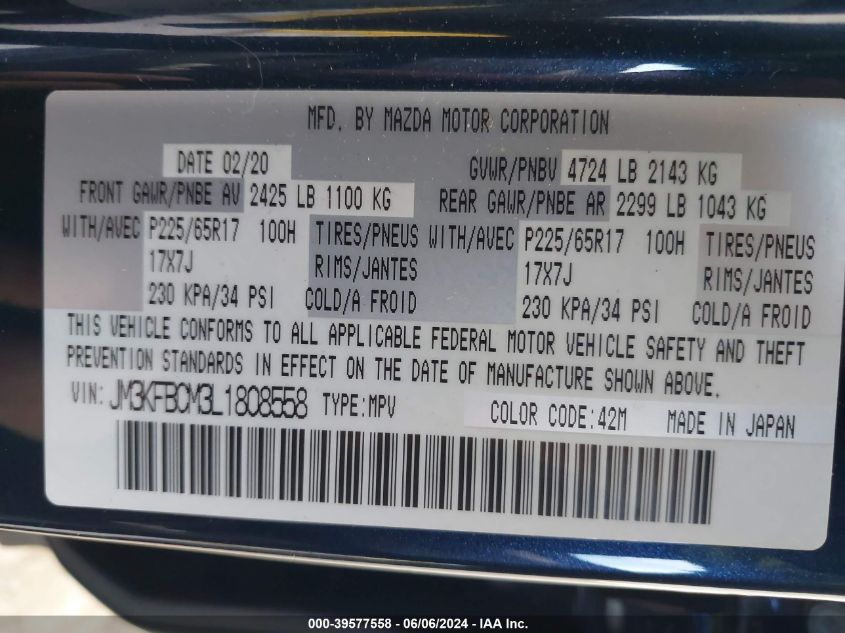 MFD. BY MAZDA MOTOR CORPORATION
DATE 02/20 GVWR/PNBV 4724 LB 2143 KG
FRONT GAWR/PNBE AV 2425 LB 1100 KG REAR GAWR/PNBE AR 2299 LB 1043 KG
WITH/AVEC P225/65R17 100H TIRES/PNEUS WITH/AVEC P225/65R17 100H TIRES/PNEUS
17X7J RIMS/JANTES 17X7J RIMS/JANTES
230 KPA/34 PSI COLD/A FROID 230 KPA/34 PSI COLD/A FROID
THIS VEHICLE CONFORMS TO ALL APPLICABLE FEDERAL MOTOR VEHICLE SAFETY AND THEFT
PREVENTION STANDARDS IN EFFECT ON THE DATE OF MANUFACTURE SHOWN ABOVE.
VIN: JM3KFBCM3L1808558 TYPE:MPV COLOR CODE:42M MADE IN JAPAN
000-39577558 - 06/06/2024 - IAA Inc.